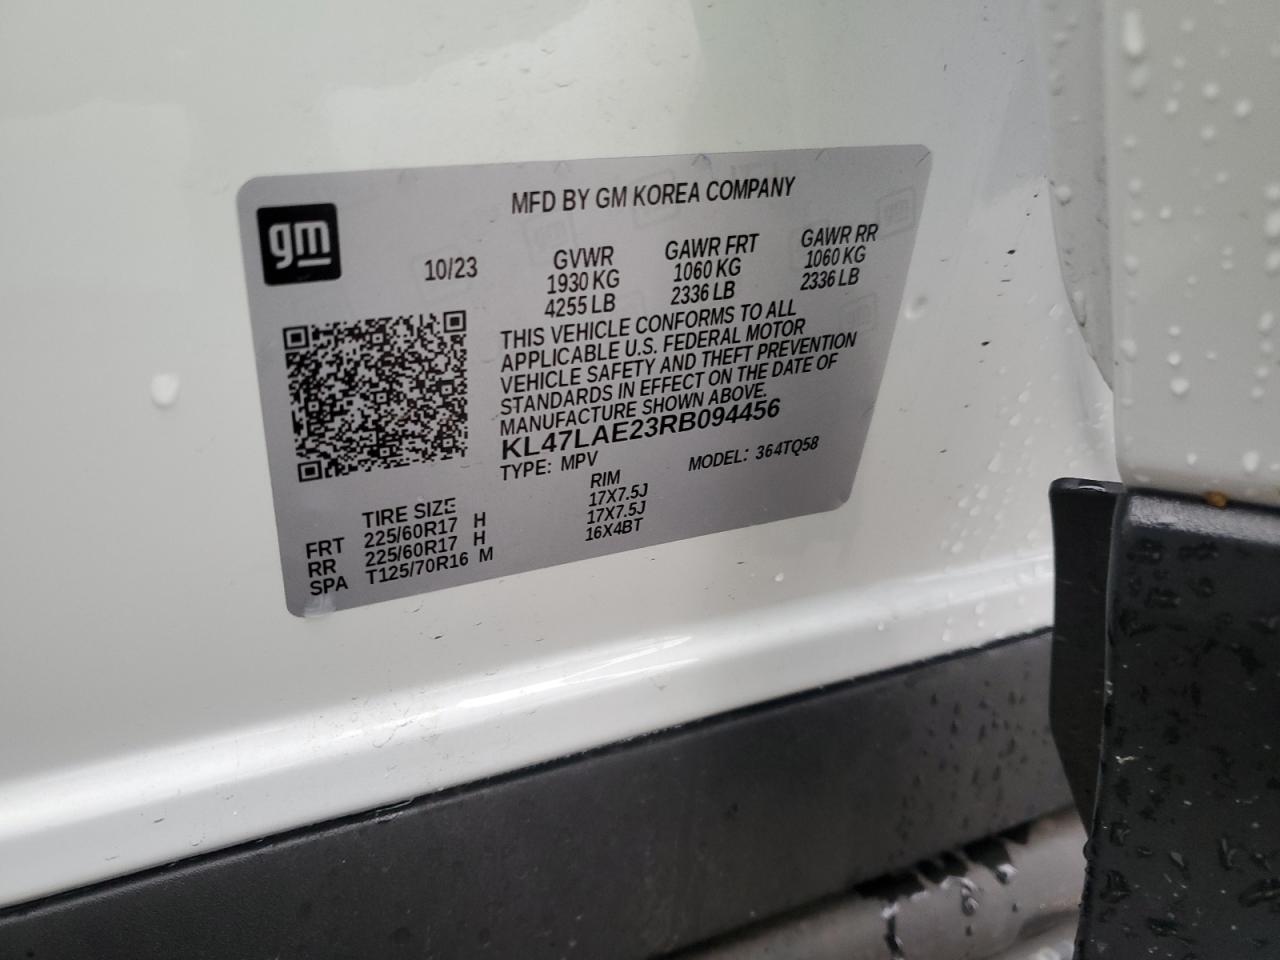 MFD BY GM KOREA COMPANY
gm
10/23
GVWR GAWR FRT GAWR RR
1930 KG 1060 KG 1060 KG
4255 LB 2336 LB 2336 LB
THIS VEHICLE CONFORMS TO ALL
APPLICABLE U.S. FEDERAL MOTOR
VEHICLE SAFETY AND THEFT PREVENTION
STANDARDS IN EFFECT ON THE DATE OF
MANUFACTURE SHOWN ABOVE.
KL47LAE23RB094456
TYPE: MPV MODEL: 364TQ58
TIRE SIZE RIM
FRT 225/60R17 H 17X7.5J
RR 225/60R17 H 17X7.5J
SPA T125/70R16 M 16X4BT